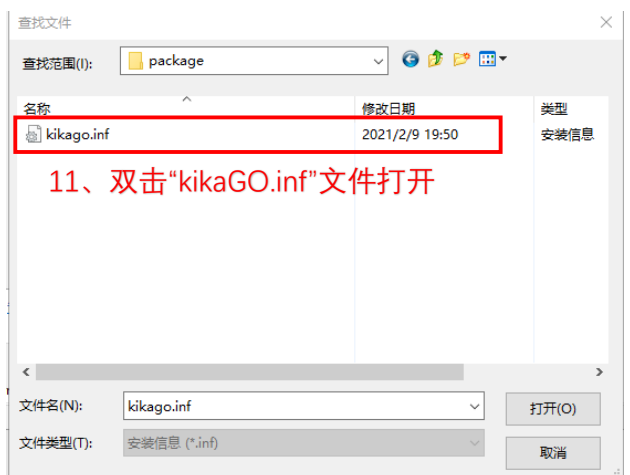 查找文件
查找范围(I):
package
名称
修改日期
类型
kikago.inf
2021/2/9 19:50
安装信息
11、双击“kikaGO.inf”文件打开
文件名(N):
kikago.inf
打开(O)
文件类型(T):
安装信息 (*.inf)
取消